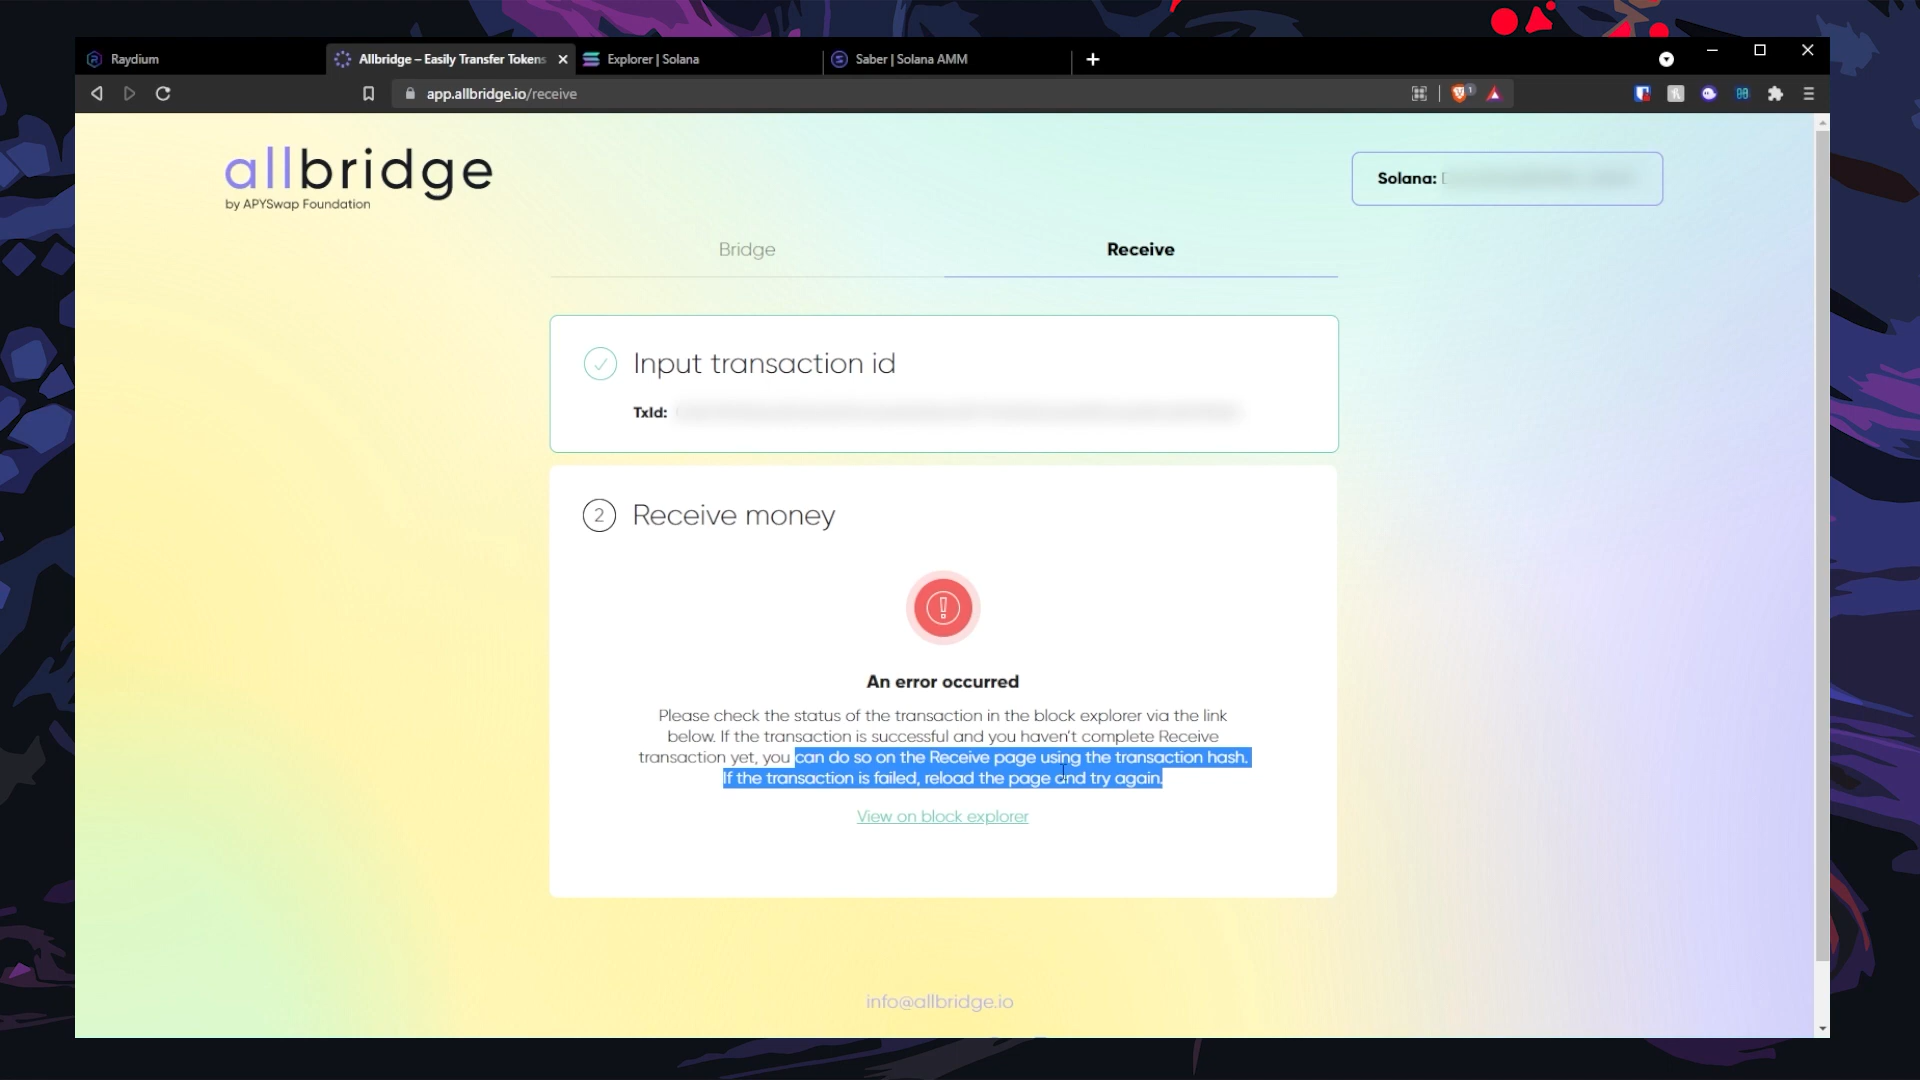 Raydium
Allbridge – Easily Transfer Tokens
Explorer | Solana
Saber | Solana AMM
app.allbridge.io/receive
allbridge
by APYSwap Foundation
Solana:
Bridge
Receive
Input transaction id
TxId:
2
Receive money
An error occurred
Please check the status of the transaction in the block explorer via the link
below. If the transaction is successful and you haven't complete Receive
transaction yet, you can do so on the Receive page using the transaction hash.
If the transaction is failed, reload the page and try again.
View on block explorer
info@allbridge.io